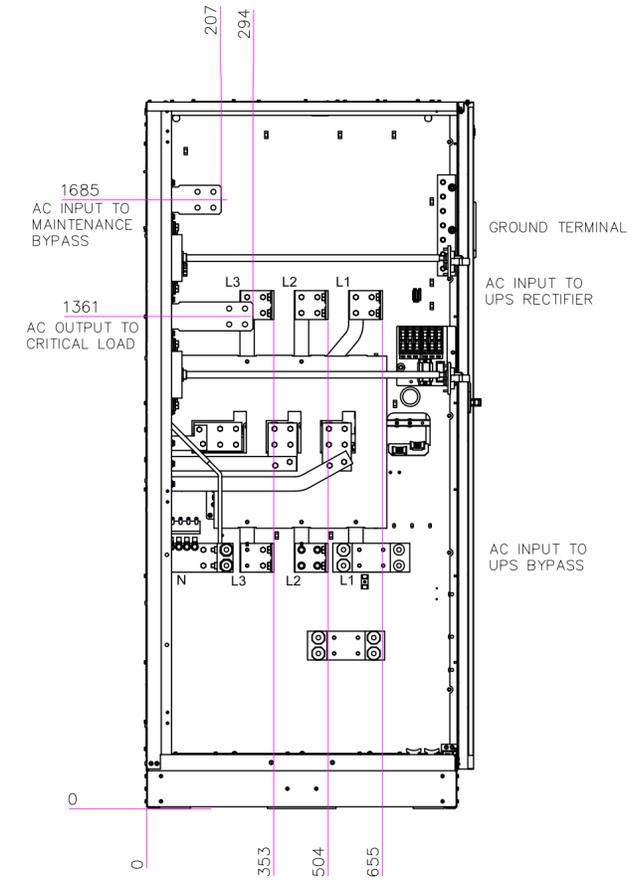 207
294
1685
AC INPUT TO
MAINTENANCE
BYPASS
GROUND TERMINAL
L3
L2
L1
AC INPUT TO
UPS RECTIFIER
1361
AC OUTPUT TO
CRITICAL LOAD
AC INPUT TO
UPS BYPASS
N
L3
L2
L1
0
0
353
504
655